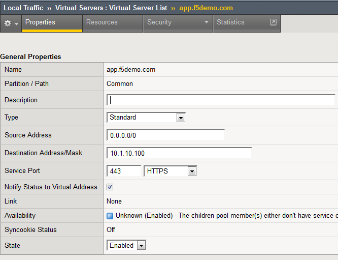 Local Traffic » Virtual Servers : Virtual Server List » app.f5demo.com
Properties Resources Security Statistics
General Properties
Name app.f5demo.com
Partition / Path Common
Description
Type Standard
Source Address 0.0.0.0/0
Destination Address/Mask 10.1.10.100
Service Port 443 HTTPS
Notify Status to Virtual Address
Link None
Availability Unknown (Enabled) - The children pool member(s) either don't have service c
Syncookie Status Off
State Enabled